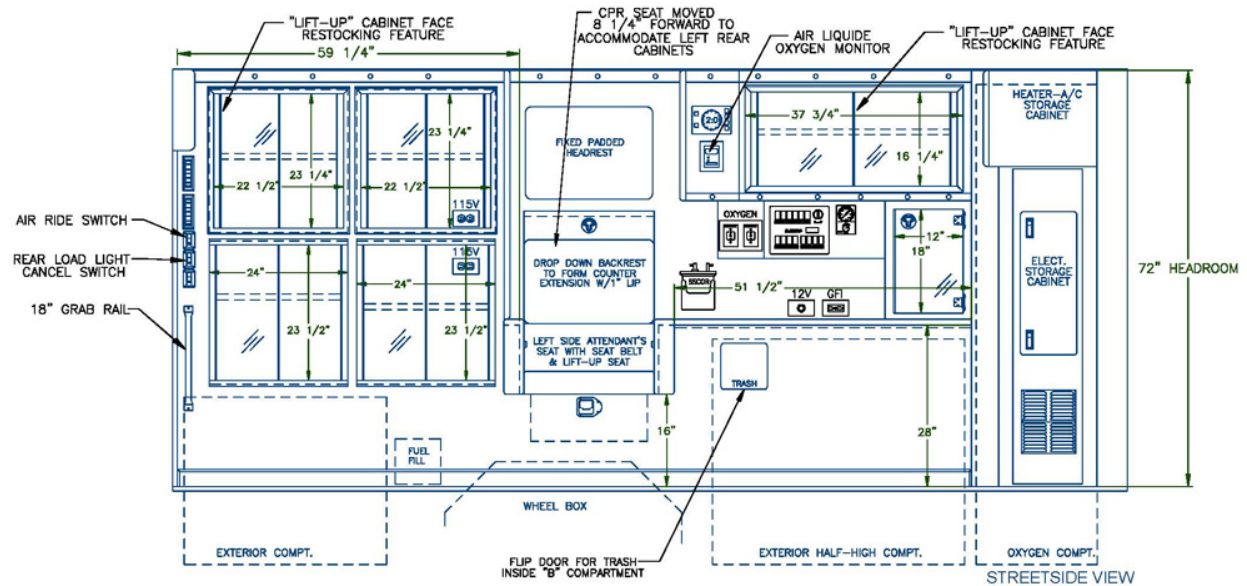 "LIFT-UP" CABINET FACE
RESTOCKING FEATURE
59 1/4"
CPR SEAT MOVED
8 1/4" FORWARD TO
ACCOMMODATE LEFT REAR
CABINETS
AIR LIQUIDE
OXYGEN MONITOR
"LIFT-UP" CABINET FACE
RESTOCKING FEATURE
HEATER-A/C
STORAGE
CABINET
37 3/4"
16 1/4"
23 1/4"
23 1/4"
22 1/2"
22 1/2"
115V
FIXED PADDED
HEADREST
AIR RIDE SWITCH
REAR LOAD LIGHT
CANCEL SWITCH
18" GRAB RAIL
115V
24"
24"
23 1/2"
23 1/2"
DROP DOWN BACKREST
TO FORM COUNTER
EXTENSION W/1" LIP
LEFT SIDE ATTENDANT'S
SEAT WITH SEAT BELT
& LIFT-UP SEAT
OXYGEN
SSCOR
51 1/2"
12V
GFI
12"
18"
ELECT.
STORAGE
CABINET
72" HEADROOM
TRASH
16"
28"
FUEL
FILL
WHEEL BOX
EXTERIOR COMPT.
FLIP DOOR FOR TRASH
INSIDE "B" COMPARTMENT
EXTERIOR HALF-HIGH COMPT.
OXYGEN COMPT.
STREETSIDE VIEW